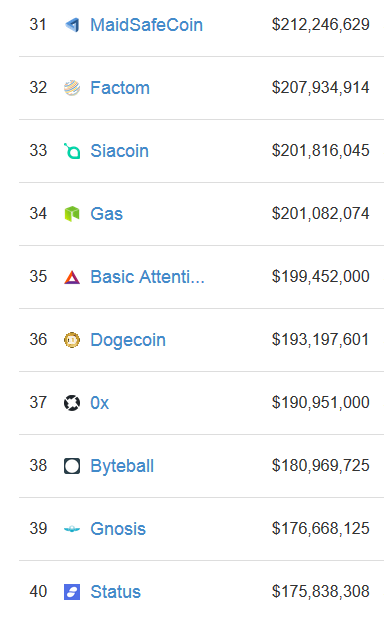 31 MaidSafeCoin $212,246,629
32 Factom $207,934,914
33 Siacoin $201,816,045
34 Gas $201,082,074
35 Basic Attenti... $199,452,000
36 Dogecoin $193,197,601
37 0x $190,951,000
38 Byteball $180,969,725
39 Gnosis $176,668,125
40 Status $175,838,308